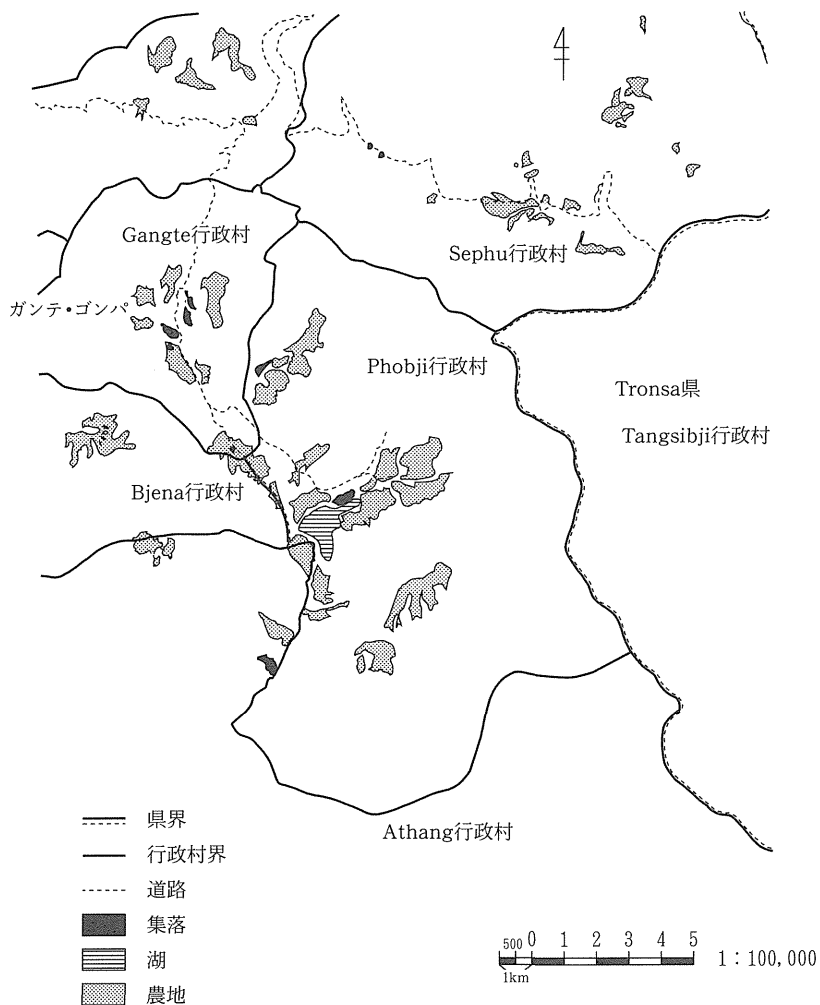 Gangte行政村
Sephu行政村
ガンテ・ゴンパ
Phobji行政村
Tronsa県
Tangsibji行政村
Bjena行政村
Athang行政村
県界
行政村界
道路
集落
湖
農地
500 0 1 2 3 4 5
1km
1:100,000